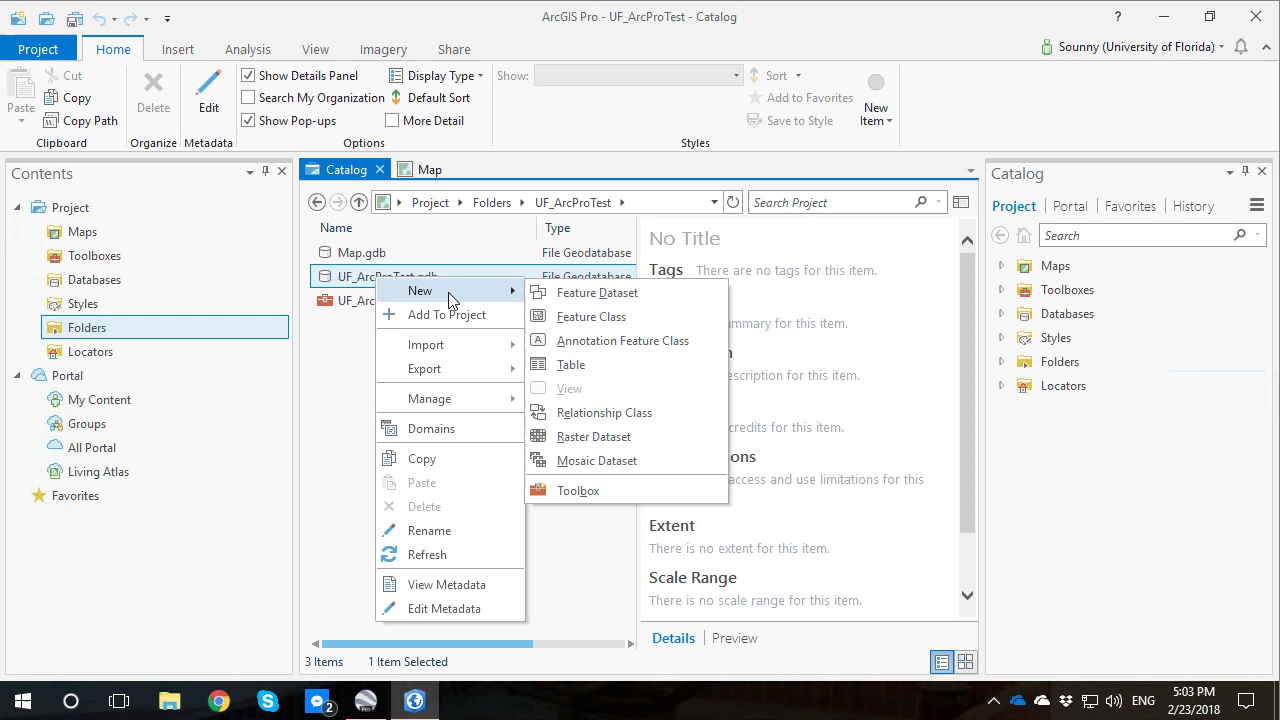 ArcGIS Pro - UF_ArcProTest - Catalog
?
Project Home Insert Analysis View Imagery Share
Sounny (University of Florida)
Paste
Cut
Copy
Copy Path
Clipboard
Delete
Organize
Edit
Metadata
Show Details Panel
Search My Organization
Show Pop-ups
Display Type
Default Sort
More Detail
Options
Show:
Sort
Add to Favorites
Save to Style
New
Item
Styles
Contents
Project
Maps
Toolboxes
Databases
Styles
Folders
Locators
Portal
My Content
Groups
All Portal
Living Atlas
Favorites
Catalog Map
Project Folders UF_ArcProTest
Search Project
Name Type
Map.gdb File Geodatabase
UF_ArcProTest.gdb File Geodatabase
UF_Arc
New
Add To Project
Import
Export
Manage
Domains
Copy
Paste
Delete
Rename
Refresh
View Metadata
Edit Metadata
Feature Dataset
Feature Class
Annotation Feature Class
Table
View
Relationship Class
Raster Dataset
Mosaic Dataset
Toolbox
No Title
Tags There are no tags for this item.
ummary for this item.
n
escription for this item.
credits for this item.
ons
access and use limitations for this
Extent
There is no extent for this item.
Scale Range
There is no scale range for this item.
Details Preview
3 Items 1 Item Selected
Catalog
Project Portal Favorites History
Search
Maps
Toolboxes
Databases
Styles
Folders
Locators
2
Pro
ENG
5:03 PM
2/23/2018